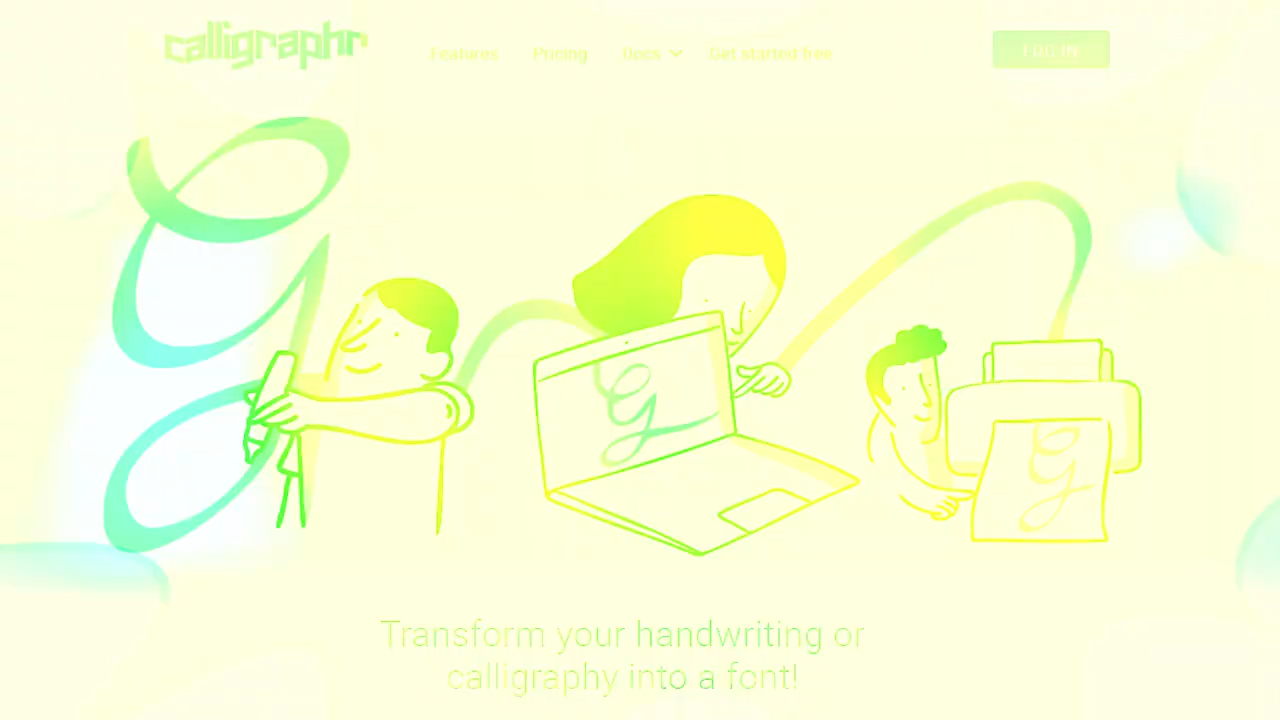 calligraphr
Features Pricing Docs Get started free
LOG IN
Transform your handwriting or
calligraphy into a font!